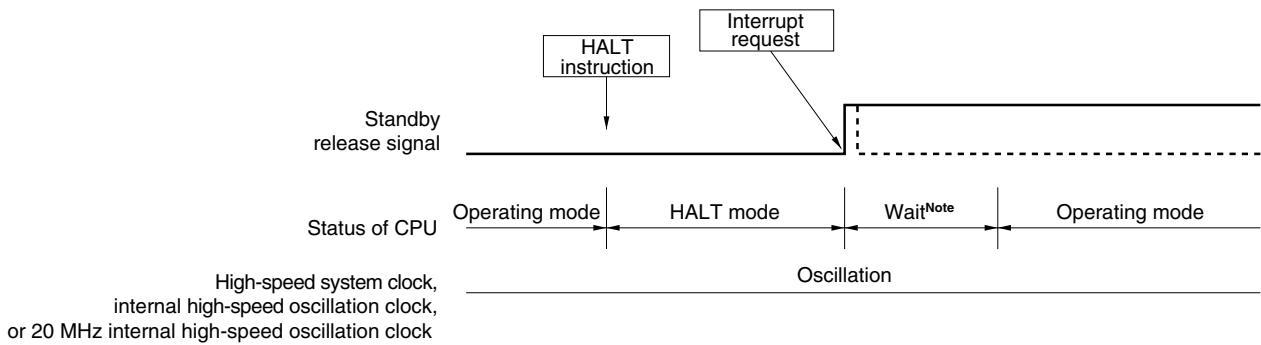 Interrupt
request
HALT
instruction
Standby
release signal
Status of CPU
Operating mode
HALT mode
WaitNote
Operating mode
High-speed system clock,
internal high-speed oscillation clock,
or 20 MHz internal high-speed oscillation clock
Oscillation